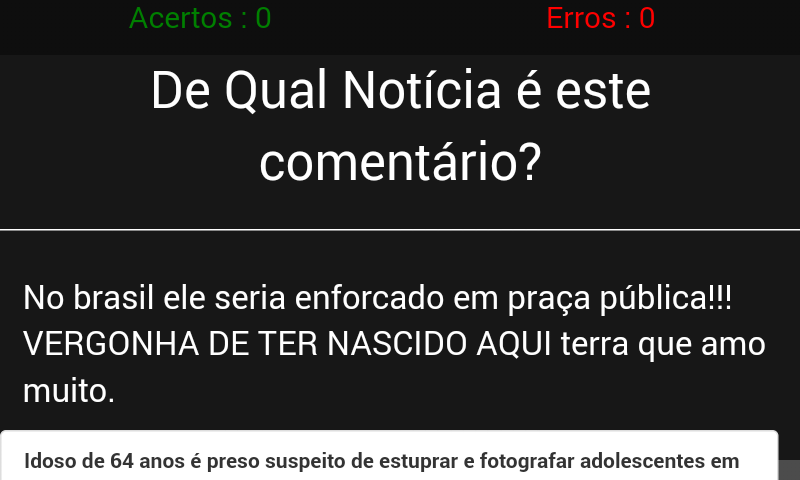 Acertos : 0
Erros : 0
De Qual Notícia é este
comentário?
No brasil ele seria enforcado em praça pública!!!
VERGONHA DE TER NASCIDO AQUI terra que amo
muito.
Idoso de 64 anos é preso suspeito de estuprar e fotografar adolescentes em